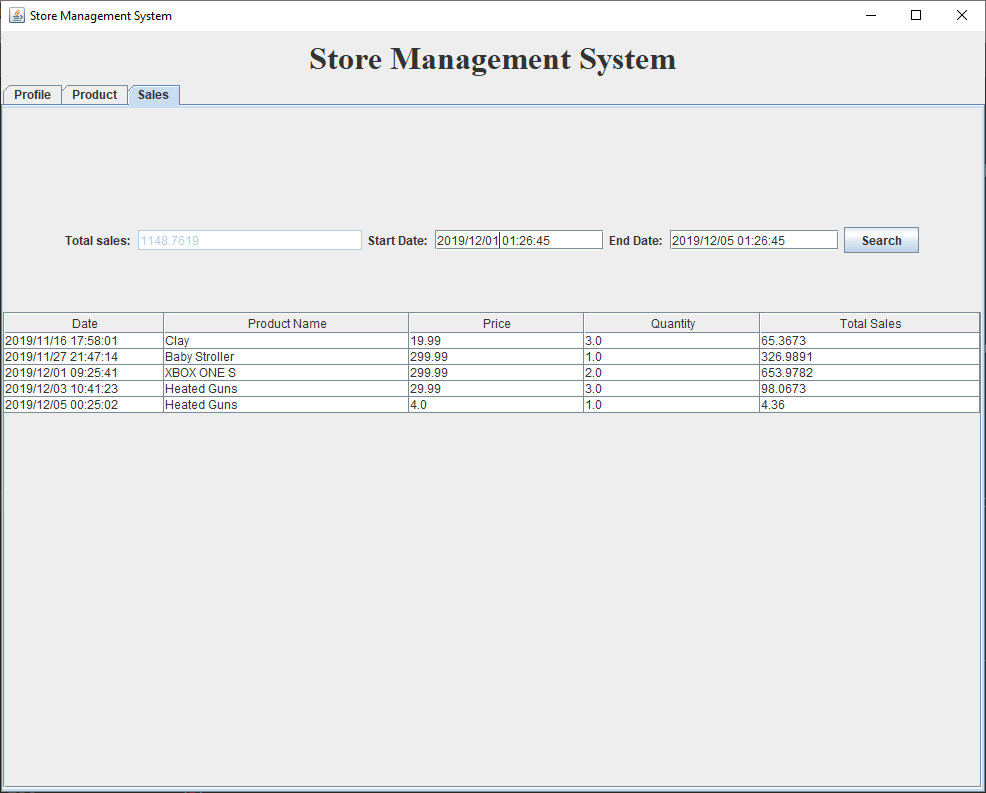 Store Management System
Store Management System
Profile Product Sales
Total sales: 1148.7619 Start Date: 2019/12/01 01:26:45 End Date: 2019/12/05 01:26:45 Search
Date Product Name Price Quantity Total Sales
2019/11/16 17:58:01 Clay 19.99 3.0 65.3673
2019/11/27 21:47:14 Baby Stroller 299.99 1.0 326.9891
2019/12/01 09:25:41 XBOX ONE S 299.99 2.0 653.9782
2019/12/03 10:41:23 Heated Guns 29.99 3.0 98.0673
2019/12/05 00:25:02 Heated Guns 4.0 1.0 4.36